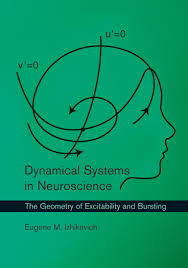 u'=0
v'=0
Dynamical Systems
in Neuroscience
The Geometry of Excitability and Bursting
Eugene M. Izhikevich